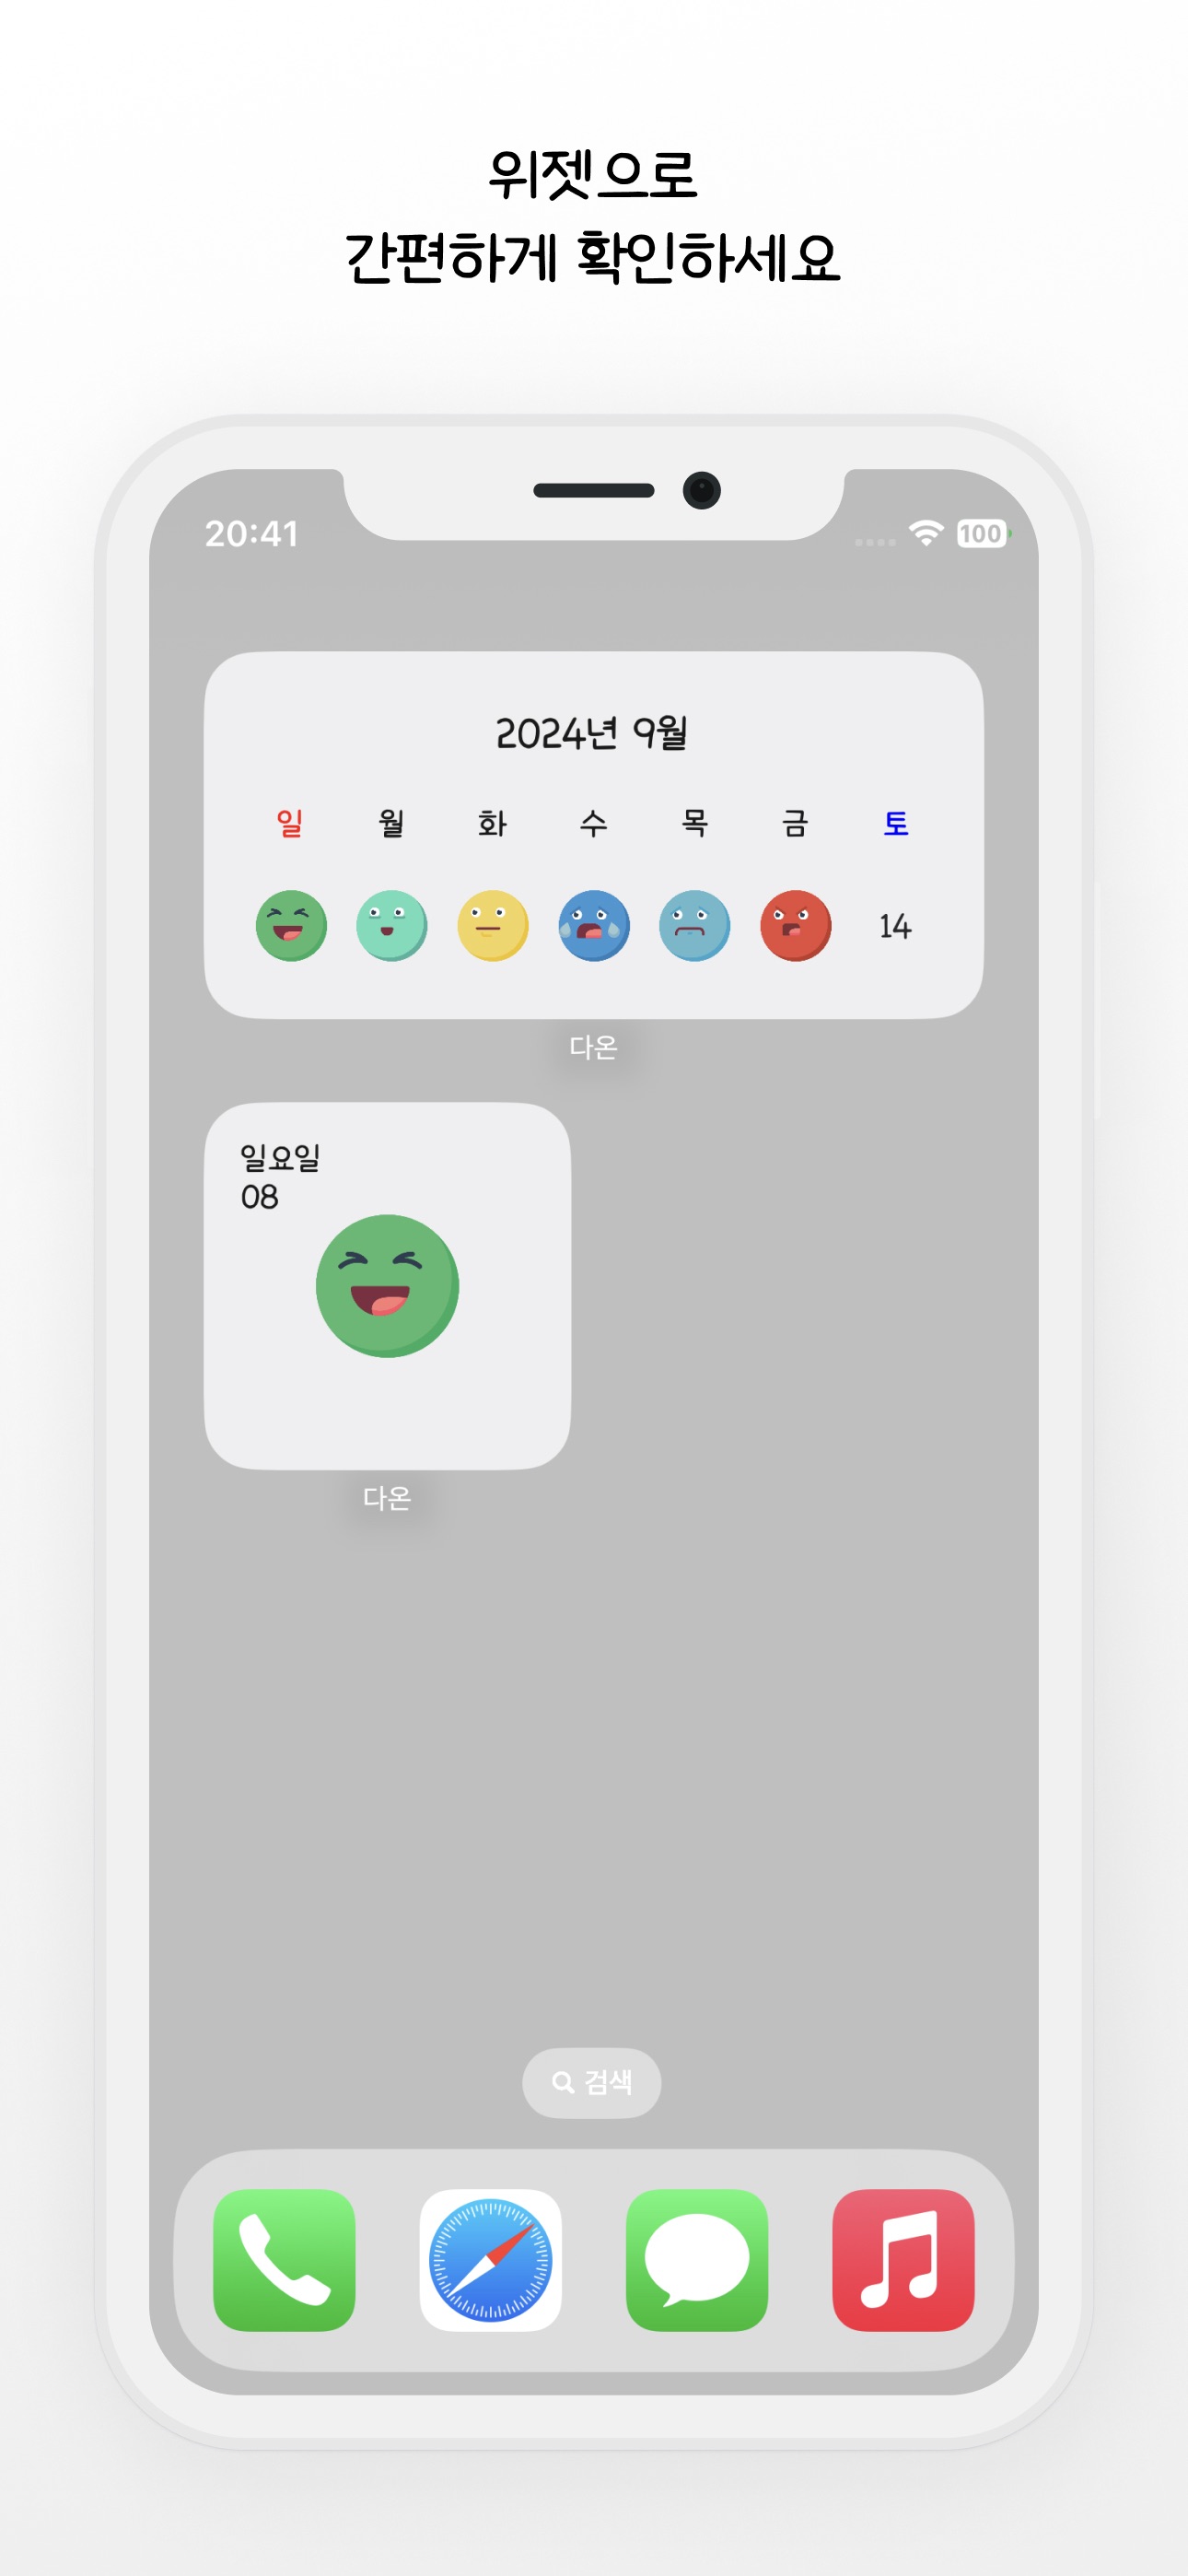 위젯으로
간편하게 확인하세요
20:41
100
2024년 9월
일 월 화 수 목 금 토
14
다온
일요일
08
다온
검색